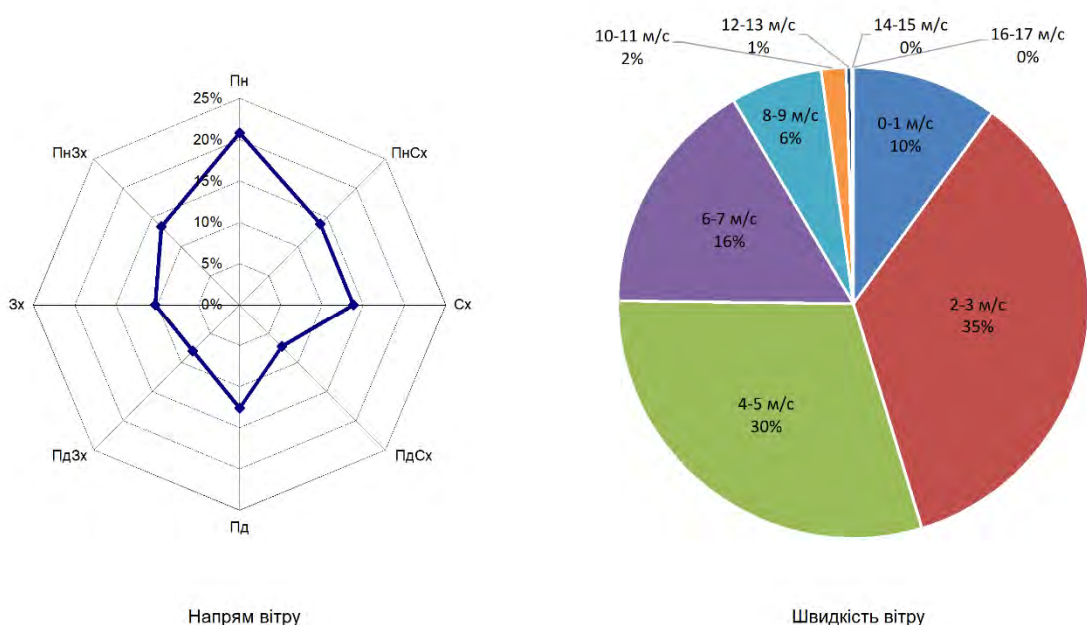 Пн
25%
20%
15%
10%
5%
0%
ПнСх
Сх
ПдСх
Пд
ПдЗх
Зх
ПнЗх
Напрям вітру
10-11 м/с
2%
12-13 м/с
1%
14-15 м/с
0%
16-17 м/с
0%
8-9 м/с
6%
0-1 м/с
10%
6-7 м/с
16%
2-3 м/с
35%
4-5 м/с
30%
Швидкість вітру